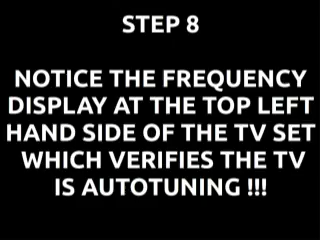 STEP 8
NOTICE THE FREQUENCY
DISPLAY AT THE TOP LEFT
HAND SIDE OF THE TV SET
WHICH VERIFIES THE TV
IS AUTOTUNING !!!